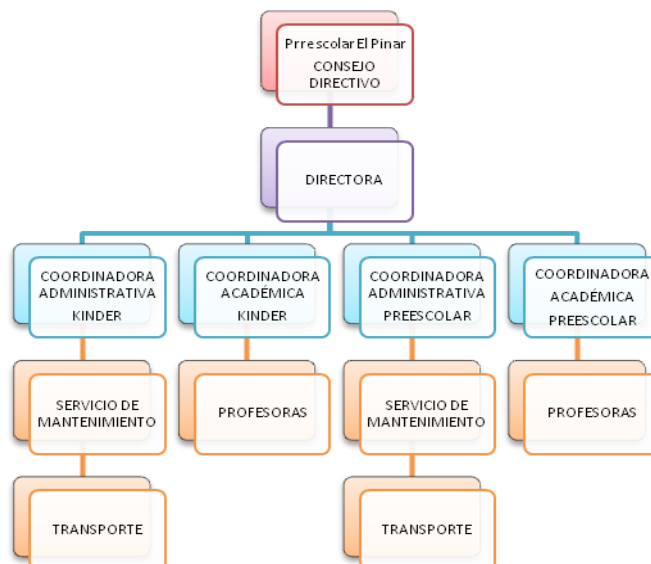 Prrescolar El Pinar
CONSEJO
DIRECTIVO
DIRECTORA
COORDINADORA
ADMINISTRATIVA
KINDER
COORDINADORA
ACADÉMICA
KINDER
COORDINADORA
ADMINISTRATIVA
PREESCOLAR
COORDINADORA
ACADÉMICA
PREESCOLAR
SERVICIO DE
MANTENIMIENTO
PROFESORAS
SERVICIO DE
MANTENIMIENTO
PROFESORAS
TRANSPORTE
TRANSPORTE